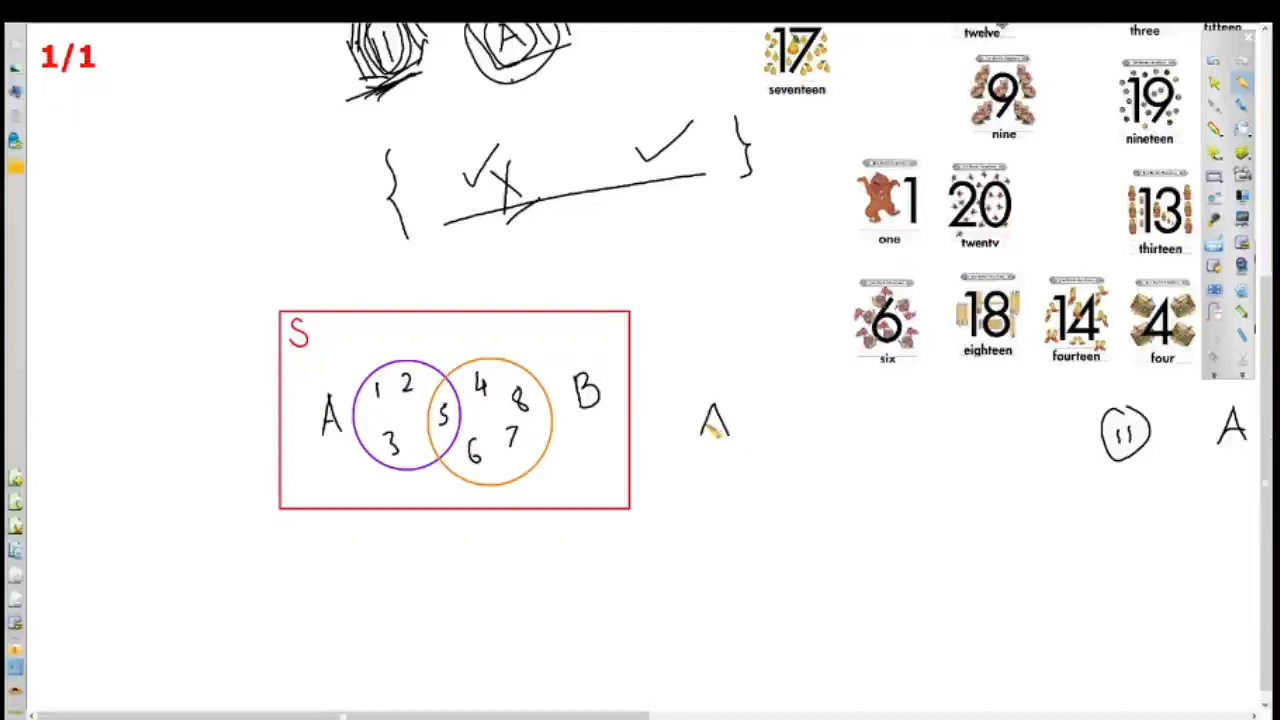 1/1
A
17
seventeen
twelve
three
fifteen
9
nine
19
nineteen
1
one
20
twenty
13
thirteen
6
six
18
eighteen
14
fourteen
4
four
S
A
1 2
3
5
4 8
6 7
B
A
11
A